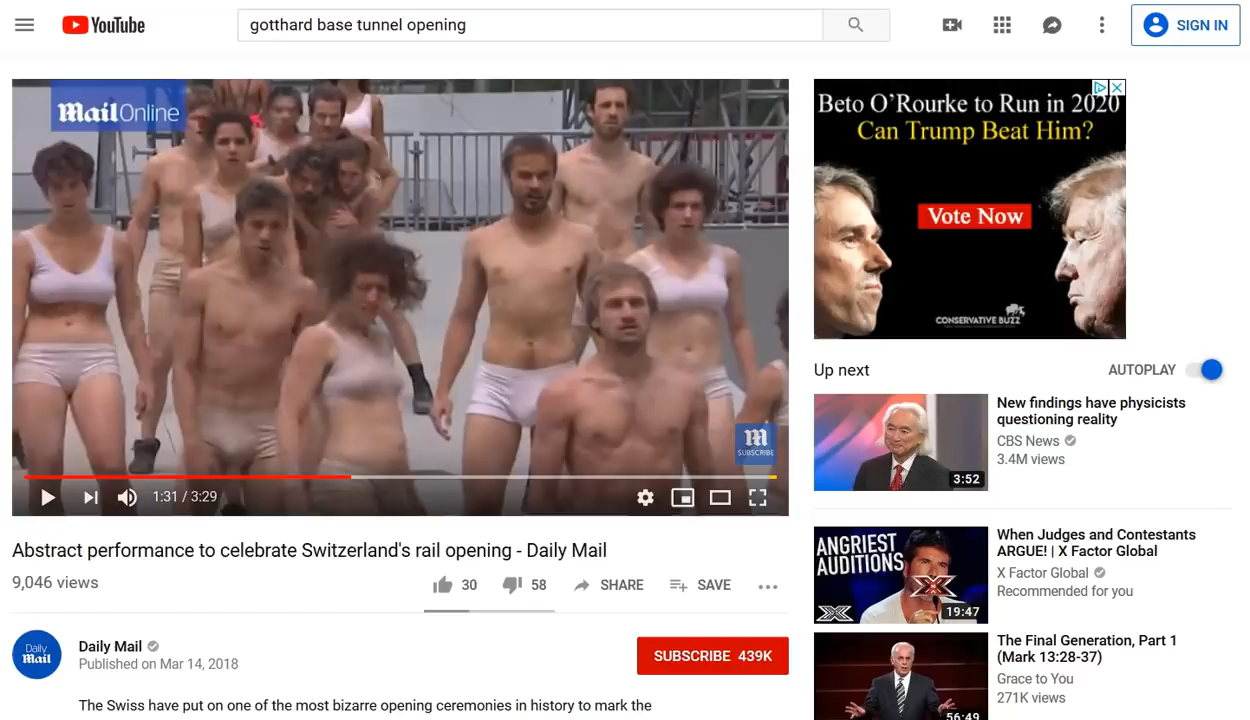 YouTube
gotthard base tunnel opening
SIGN IN
Mail Online
M
SUBSCRIBE
1:31 / 3:29
Abstract performance to celebrate Switzerland's rail opening - Daily Mail
9,046 views
30
58
SHARE
SAVE
Daily Mail
Daily Mail
Published on Mar 14, 2018
SUBSCRIBE 439K
The Swiss have put on one of the most bizarre opening ceremonies in history to mark the
Beto O'Rourke to Run in 2020
Can Trump Beat Him?
Vote Now
CONSERVATIVE BUZZ
Up next
AUTOPLAY
3:52
New findings have physicists
questioning reality
CBS News
3.4M views
ANGRIEST
AUDITIONS
X
X
19:47
When Judges and Contestants
ARGUE! | X Factor Global
X Factor Global
Recommended for you
56:49
The Final Generation, Part 1
(Mark 13:28-37)
Grace to You
271K views